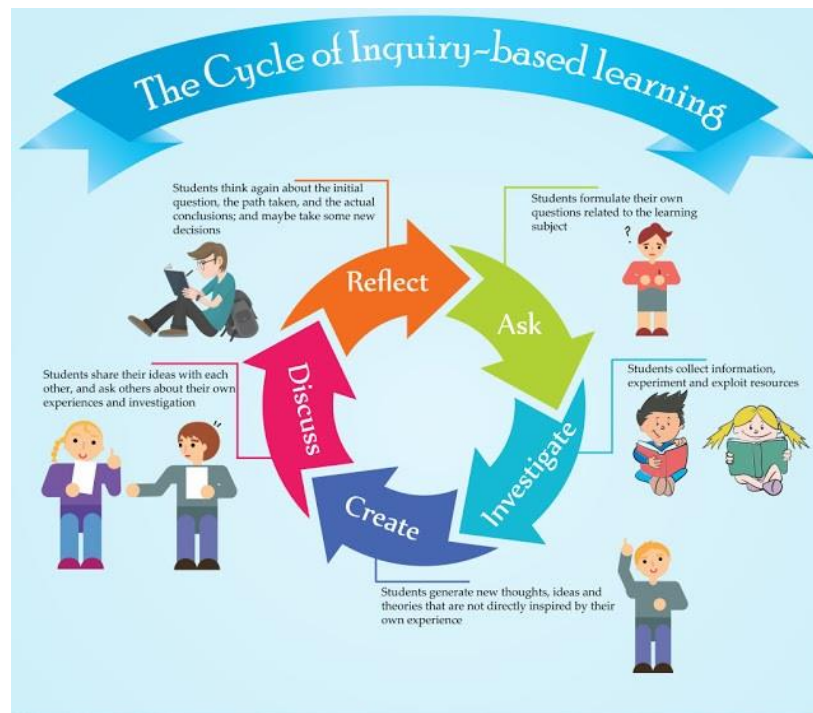 The Cycle of Inquiry-based learning
Students think again about the initial
question, the path taken, and the actual
conclusions; and maybe take some new
decisions
Students formulate their own
questions related to the learning
subject
?
Reflect
Ask
Students share their ideas with each
other, and ask others about their own
experiences and investigation
Students collect information,
experiment and exploit resources
Discuss
Investigate
Create
Students generate new thoughts, ideas and
theories that are not directly inspired by their
own experience